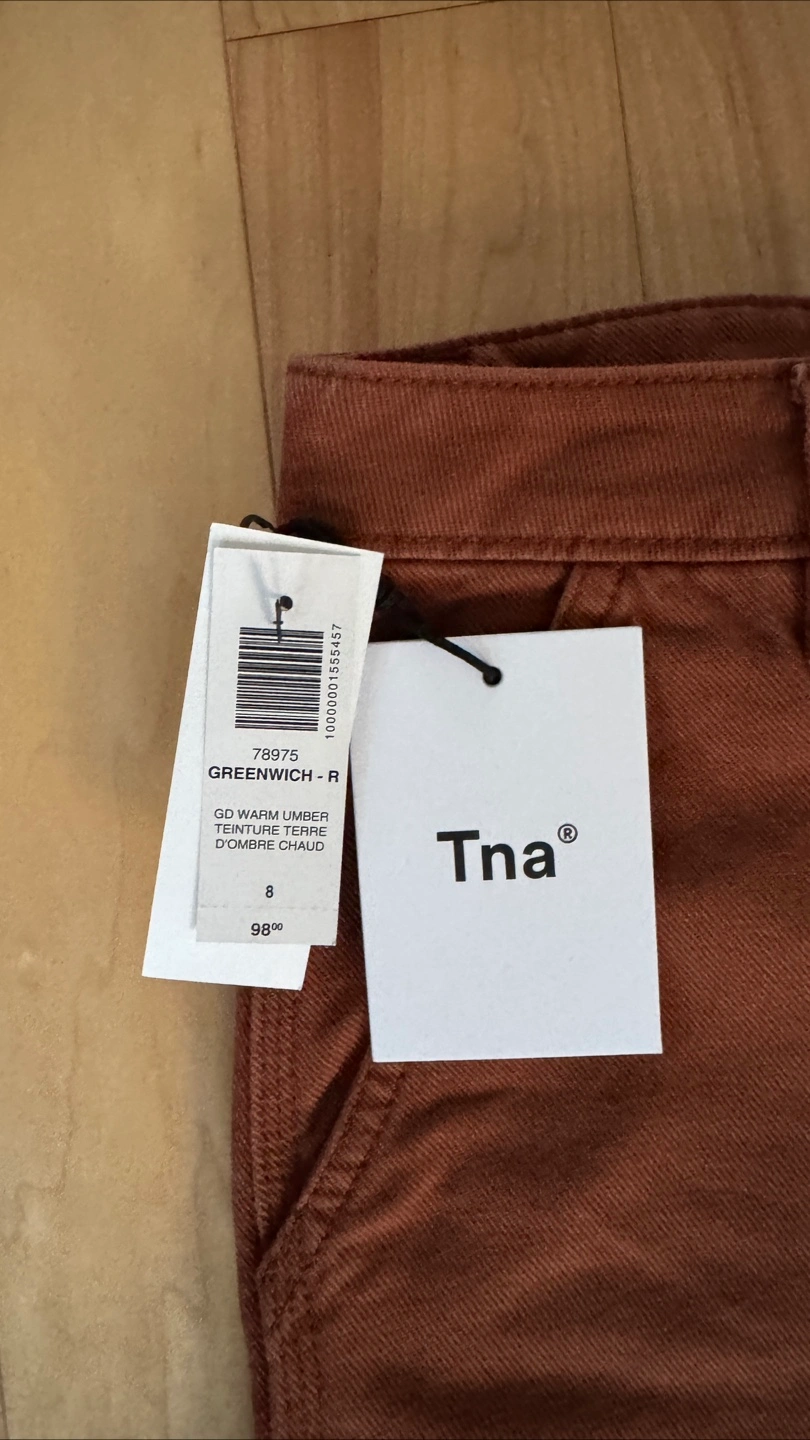 10000001555457
78975
GREENWICH - R
GD WARM UMBER
TEINTURE TERRE
D'OMBRE CHAUD
8
98⁰⁰
Tna®